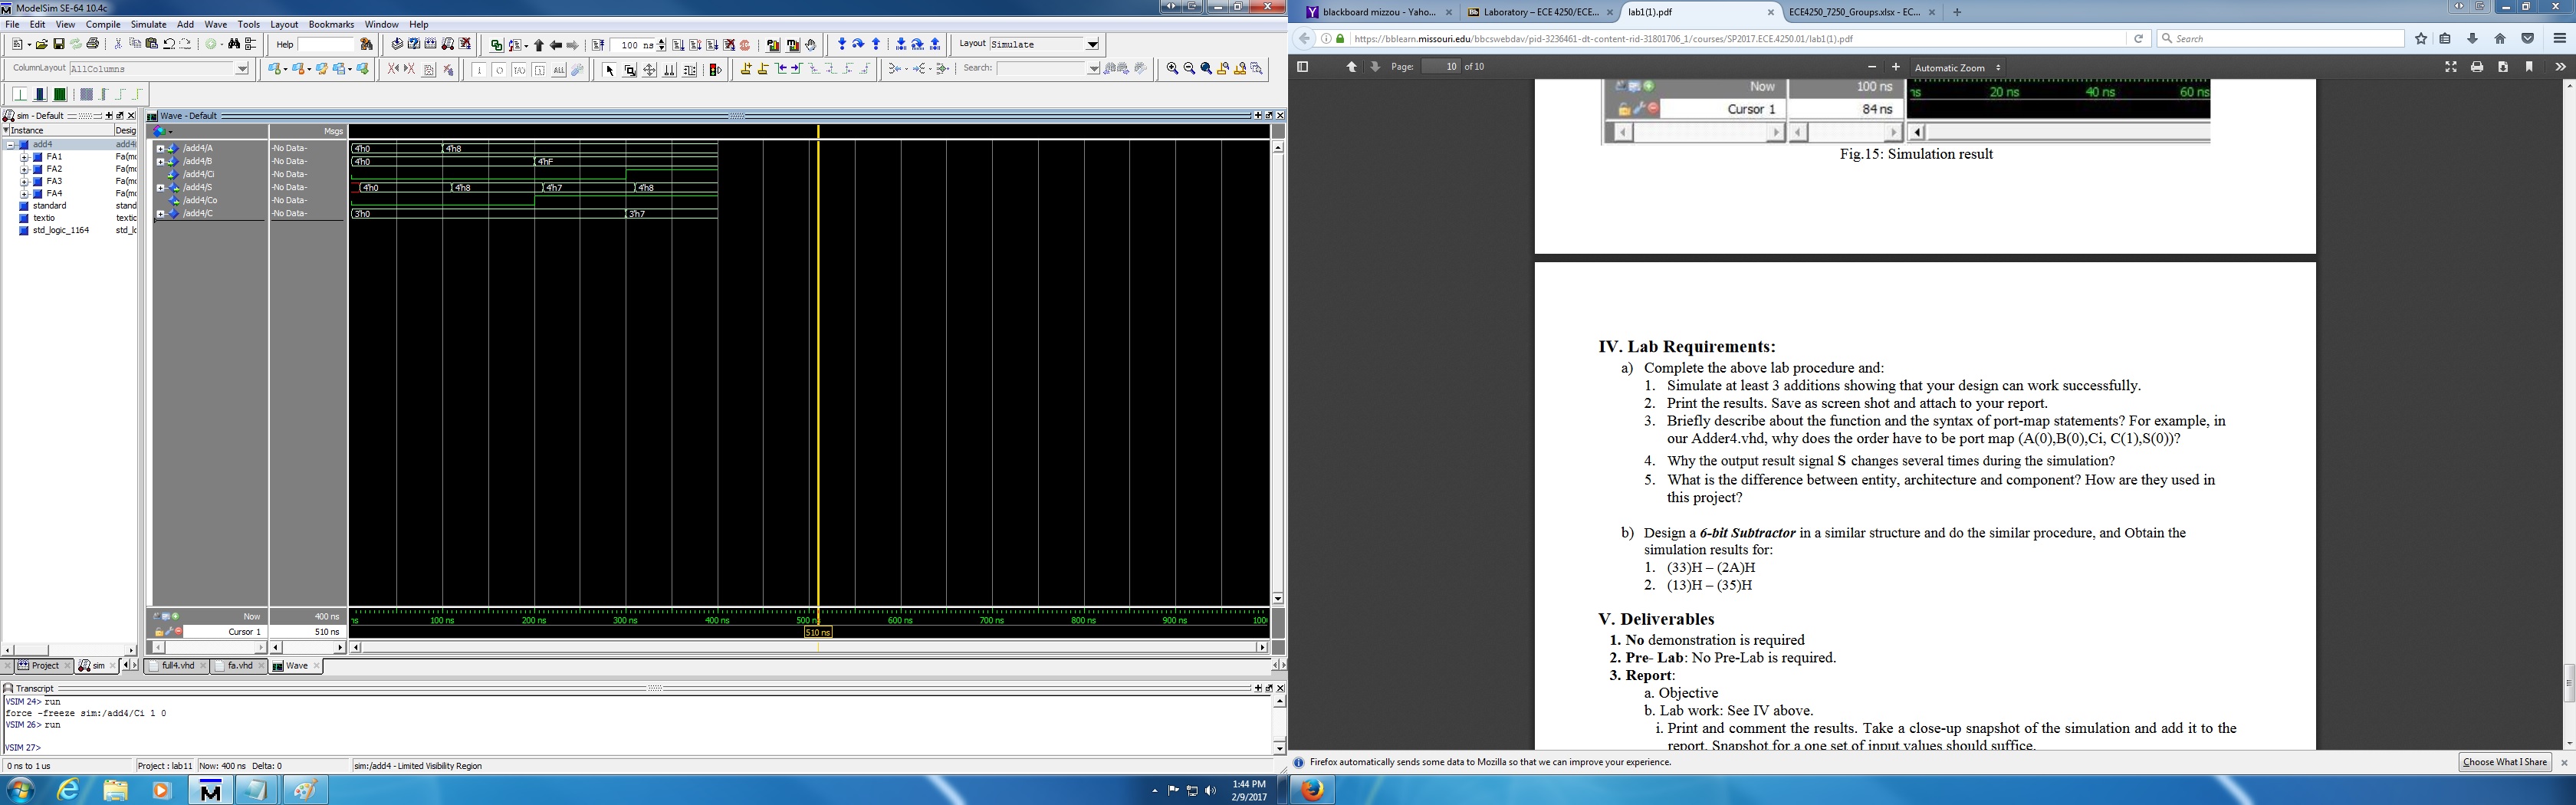 ModelSim SE-64 10.4c
File Edit View Compile Simulate Add Wave Tools Layout Bookmarks Window Help
Help
100 ns
Layout Simulate
ColumnLayout AllColumns
Search:
sim - Default
Instance Desig
add4 add4(
FA1 Fa(mo
FA2 Fa(mo
FA3 Fa(mo
FA4 Fa(mo
standard stand
textio textio
std_logic_1164 std_lo
Wave - Default
Msgs
/add4/A -No Data- 4'h0 4'h8
/add4/B -No Data- 4'h0 4'hF
/add4/Ci -No Data-
/add4/S -No Data- 4'h0 4'h8 4'h7 4'h8
/add4/Co -No Data-
/add4/C -No Data- 3'h0 3'h7
Now 400 ns
ns 100 ns 200 ns 300 ns 400 ns 500 n 600 ns 700 ns 800 ns 900 ns 1000
Cursor 1 510 ns
510 ns
Project sim
full4.vhd fa.vhd Wave
Transcript
VSIM 24> run
force -freeze sim:/add4/Ci 1 0
VSIM 26> run
VSIM 27>
0 ns to 1 us Project : lab11 Now: 400 ns Delta: 0 sim:/add4 - Limited Visibility Region
1:44 PM
2/9/2017
blackboard mizzou - Yaho... Laboratory – ECE 4250/ECE... lab1(1).pdf ECE4250_7250_Groups.xlsx - EC...
https://bblearn.missouri.edu/bbcswebdav/pid-3236461-dt-content-rid-31801706_1/courses/SP2017.ECE.4250.01/lab1(1).pdf
Search
Page: 10 of 10
Automatic Zoom
Now 100 ns
ns 20 ns 40 ns 60 ns
Cursor 1 84 ns
Fig.15: Simulation result
IV. Lab Requirements:
a) Complete the above lab procedure and:
1. Simulate at least 3 additions showing that your design can work successfully.
2. Print the results. Save as screen shot and attach to your report.
3. Briefly describe about the function and the syntax of port-map statements? For example, in
our Adder4.vhd, why does the order have to be port map (A(0),B(0),Ci, C(1),S(0))?
4. Why the output result signal S changes several times during the simulation?
5. What is the difference between entity, architecture and component? How are they used in
this project?
b) Design a 6-bit Subtractor in a similar structure and do the similar procedure, and Obtain the
simulation results for:
1. (33)H – (2A)H
2. (13)H – (35)H
V. Deliverables
1. No demonstration is required
2. Pre- Lab: No Pre-Lab is required.
3. Report:
a. Objective
b. Lab work: See IV above.
i. Print and comment the results. Take a close-up snapshot of the simulation and add it to the
report. Snapshot for a one set of input values should suffice.
Firefox automatically sends some data to Mozilla so that we can improve your experience.
Choose What I Share